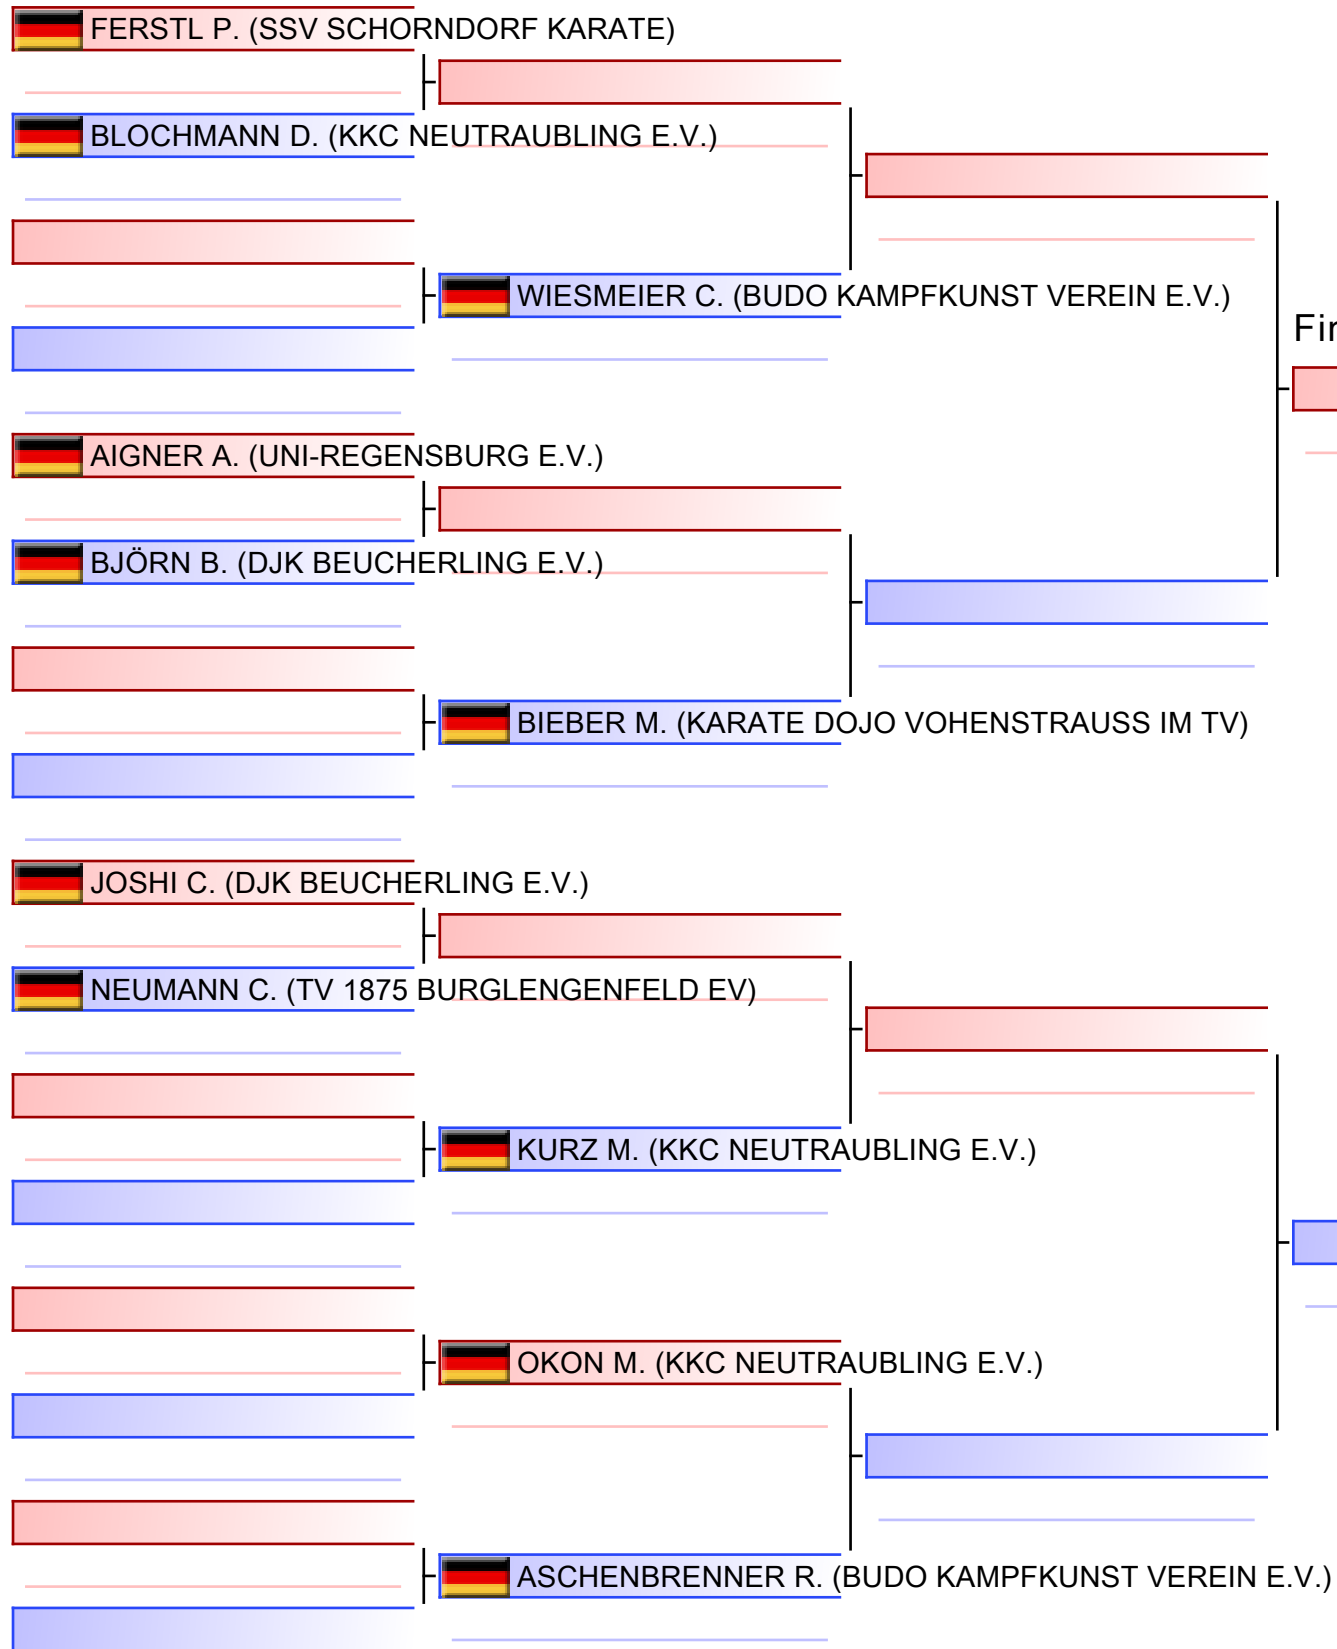 FERSTL P. (SSV SCHORNDORF KARATE)
BLOCHMANN D. (KKC NEUTRAUBLING E.V.)
WIESMEIER C. (BUDO KAMPFKUNST VEREIN E.V.)
AIGNER A. (UNI-REGENSBURG E.V.)
BJÖRN B. (DJK BEUCHERLING E.V.)
BIEBER M. (KARATE DOJO VOHENSTRAUSS IM TV)
JOSHI C. (DJK BEUCHERLING E.V.)
NEUMANN C. (TV 1875 BURGLENGENFELD EV)
KURZ M. (KKC NEUTRAUBLING E.V.)
OKON M. (KKC NEUTRAUBLING E.V.)
ASCHENBRENNER R. (BUDO KAMPFKUNST VEREIN E.V.)